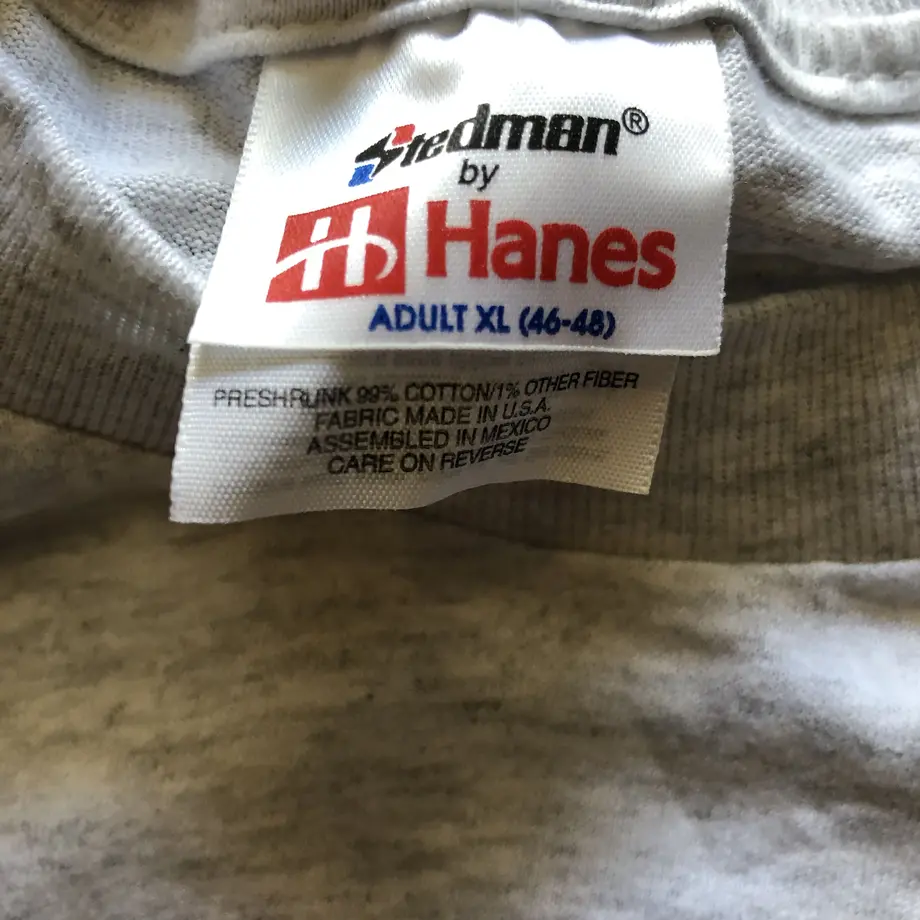 Stedman®
by
H Hanes
ADULT XL (46-48)
PRESHRUNK 99% COTTON/1% OTHER FIBER
FABRIC MADE IN U.S.A.
ASSEMBLED IN MEXICO
CARE ON REVERSE